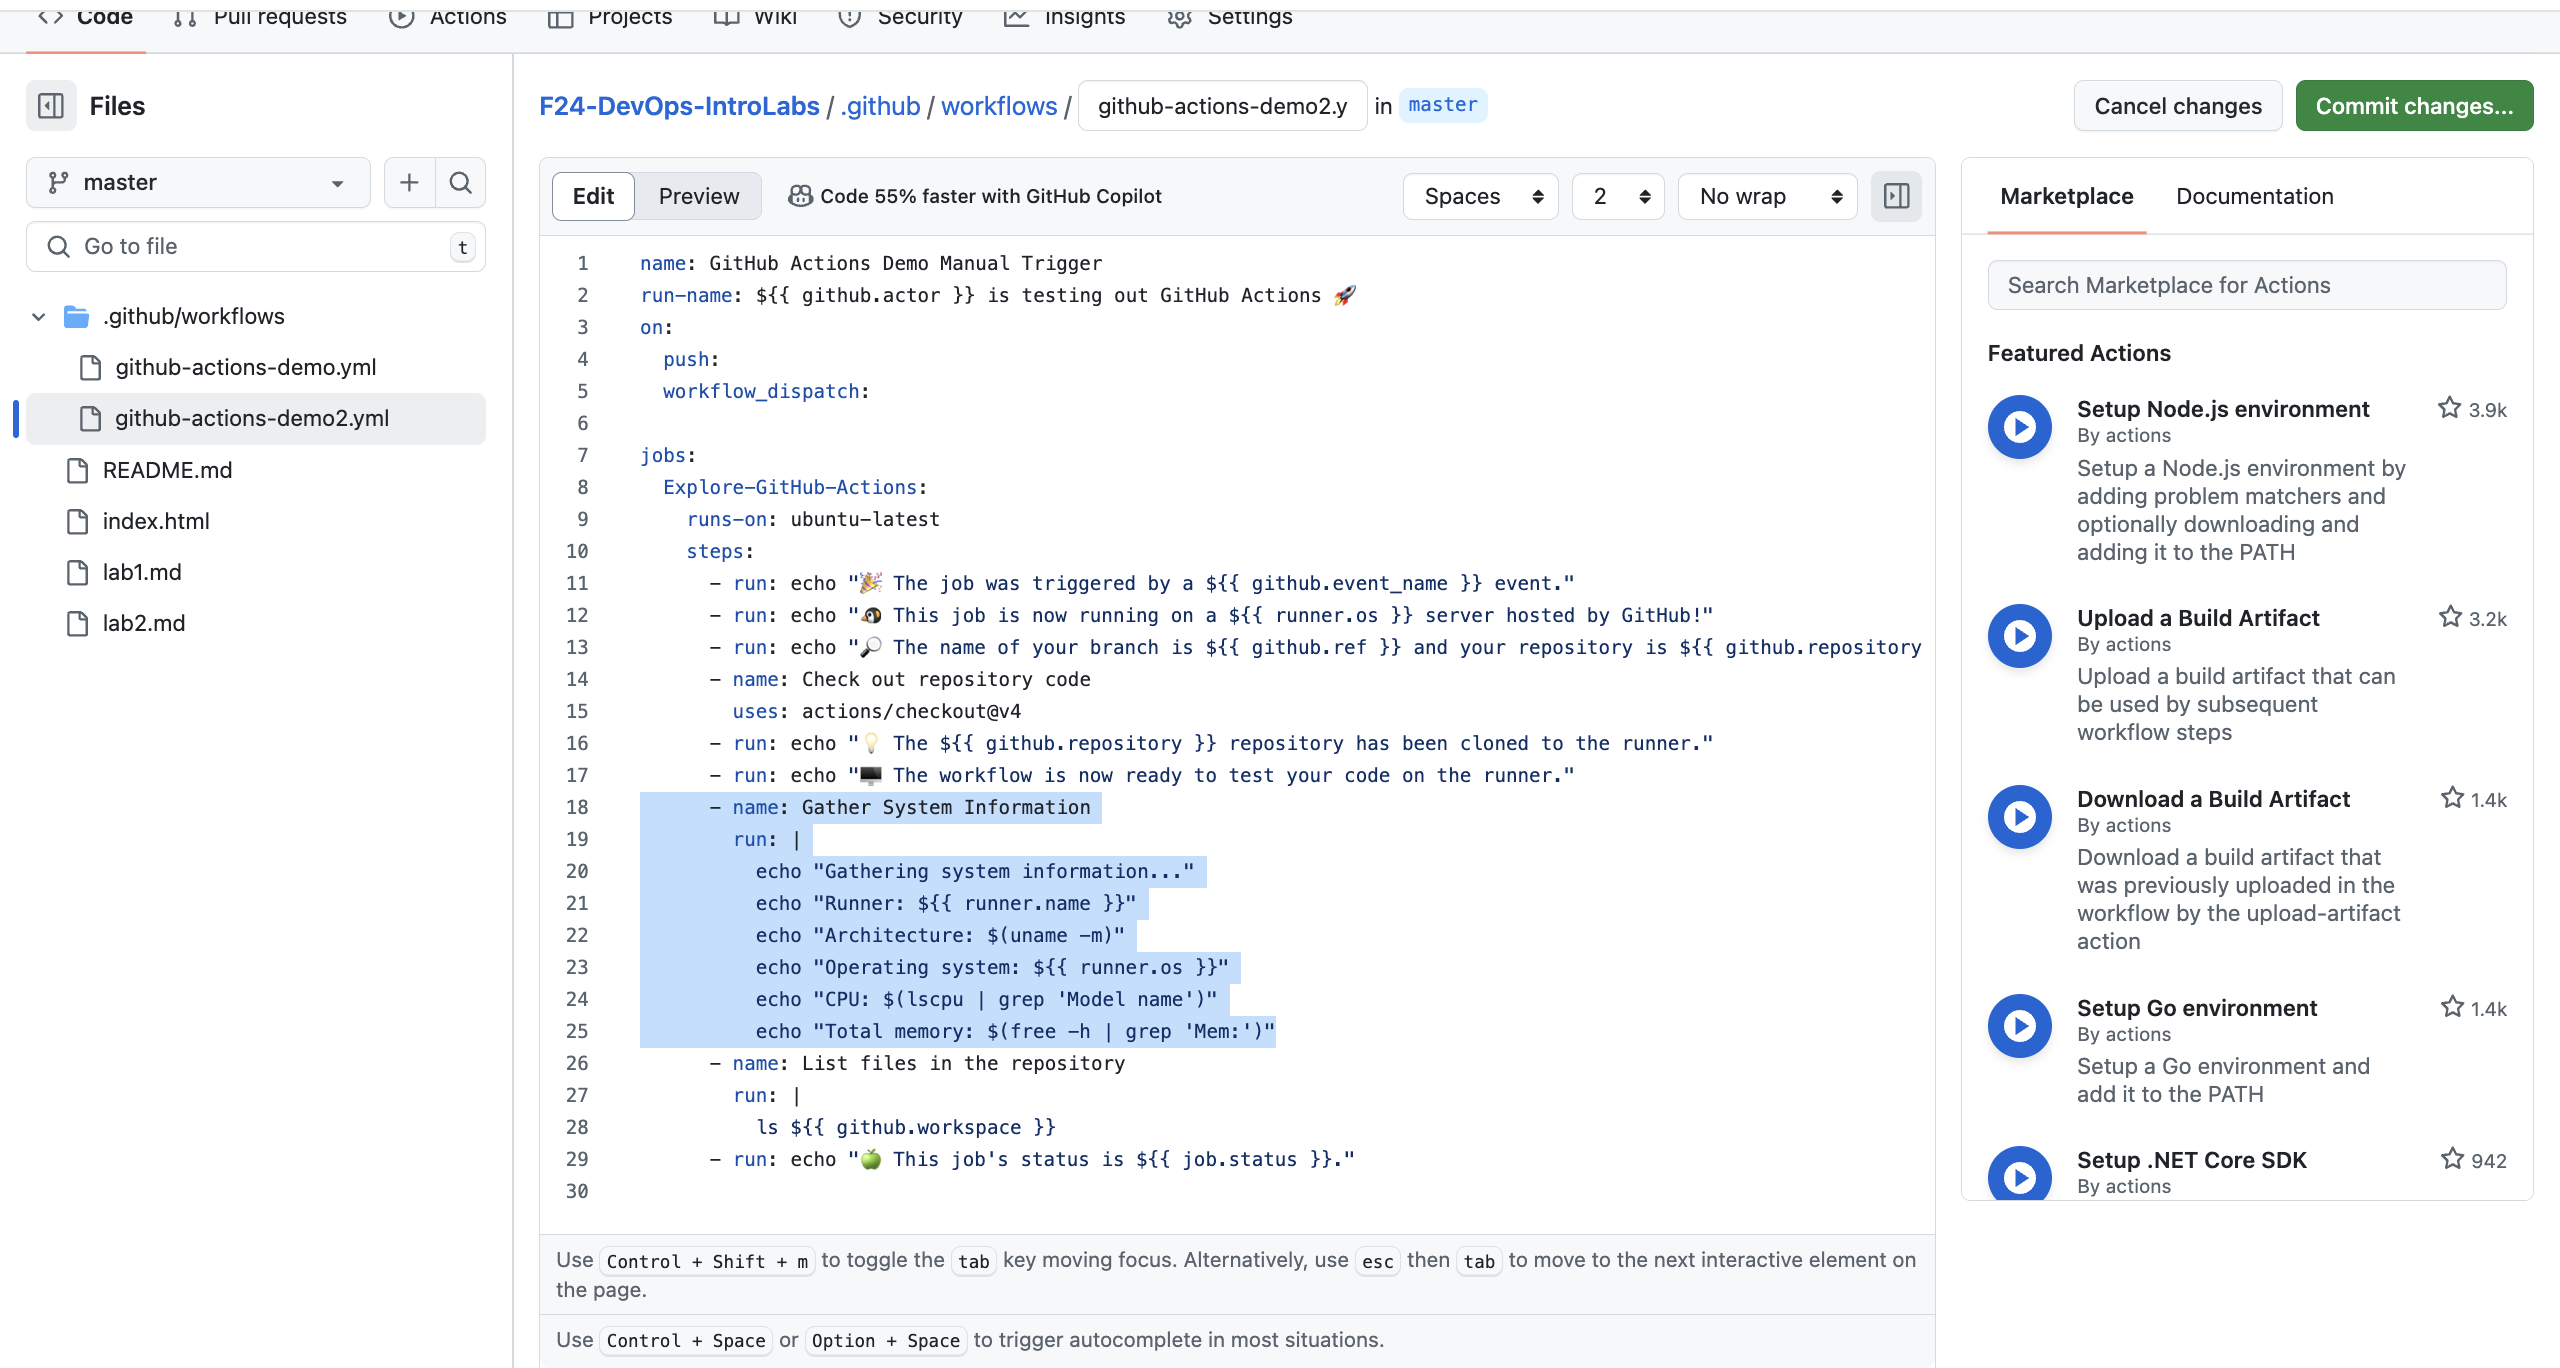 Code Pull requests Actions Projects Wiki Security Insights Settings
Files
master
Go to file t
.github/workflows
github-actions-demo.yml
github-actions-demo2.yml
README.md
index.html
lab1.md
lab2.md
F24-DevOps-IntroLabs / .github / workflows / github-actions-demo2.y in master
Cancel changes Commit changes...
Edit Preview Code 55% faster with GitHub Copilot Spaces 2 No wrap
1 name: GitHub Actions Demo Manual Trigger
2 run-name: ${{ github.actor }} is testing out GitHub Actions 🚀
3 on:
4 push:
5 workflow_dispatch:
6
7 jobs:
8 Explore-GitHub-Actions:
9 runs-on: ubuntu-latest
10 steps:
11 - run: echo "🎉 The job was triggered by a ${{ github.event_name }} event."
12 - run: echo "🐧 This job is now running on a ${{ runner.os }} server hosted by GitHub!"
13 - run: echo "🔎 The name of your branch is ${{ github.ref }} and your repository is ${{ github.repository
14 - name: Check out repository code
15 uses: actions/checkout@v4
16 - run: echo "💡 The ${{ github.repository }} repository has been cloned to the runner."
17 - run: echo "🖥️ The workflow is now ready to test your code on the runner."
18 - name: Gather System Information
19 run: |
20 echo "Gathering system information..."
21 echo "Runner: ${{ runner.name }}"
22 echo "Architecture: $(uname -m)"
23 echo "Operating system: ${{ runner.os }}"
24 echo "CPU: $(lscpu | grep 'Model name')"
25 echo "Total memory: $(free -h | grep 'Mem:')"
26 - name: List files in the repository
27 run: |
28 ls ${{ github.workspace }}
29 - run: echo "🍏 This job's status is ${{ job.status }}."
30
Use Control + Shift + m to toggle the tab key moving focus. Alternatively, use esc then tab to move to the next interactive element on
the page.
Use Control + Space or Option + Space to trigger autocomplete in most situations.
Marketplace Documentation
Search Marketplace for Actions
Featured Actions
Setup Node.js environment 3.9k
By actions
Setup a Node.js environment by
adding problem matchers and
optionally downloading and
adding it to the PATH
Upload a Build Artifact 3.2k
By actions
Upload a build artifact that can
be used by subsequent
workflow steps
Download a Build Artifact 1.4k
By actions
Download a build artifact that
was previously uploaded in the
workflow by the upload-artifact
action
Setup Go environment 1.4k
By actions
Setup a Go environment and
add it to the PATH
Setup .NET Core SDK 942
By actions